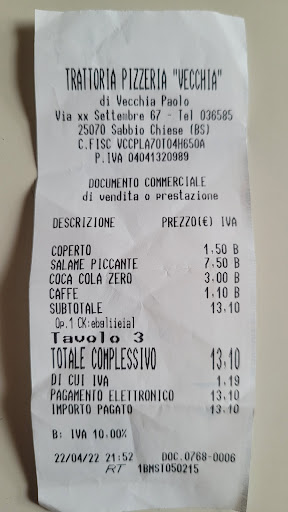 TRATTORIA PIZZERIA "VECCHIA"
di Vecchia Paolo
Via xx Settembre 67 - Tel 036585
25070 Sabbio Chiese (BS)
C.FISC VCCPLA70T04H650A
P.IVA 04041320989
DOCUMENTO COMMERCIALE
di vendita o prestazione
DESCRIZIONE PREZZO(€) IVA
COPERTO 1,50 B
SALAME PICCANTE 7,50 B
COCA COLA ZERO 3,00 B
CAFFE 1,10 B
SUBTOTALE 13,10
Op.1
Tavolo 3
TOTALE COMPLESSIVO 13,10
DI CUI IVA 1,19
PAGAMENTO ELETTRONICO 13,10
IMPORTO PAGATO 13,10
B: IVA 10,00%
22/04/22 21:52 DOC.0768-0006
RT 1BMST050215